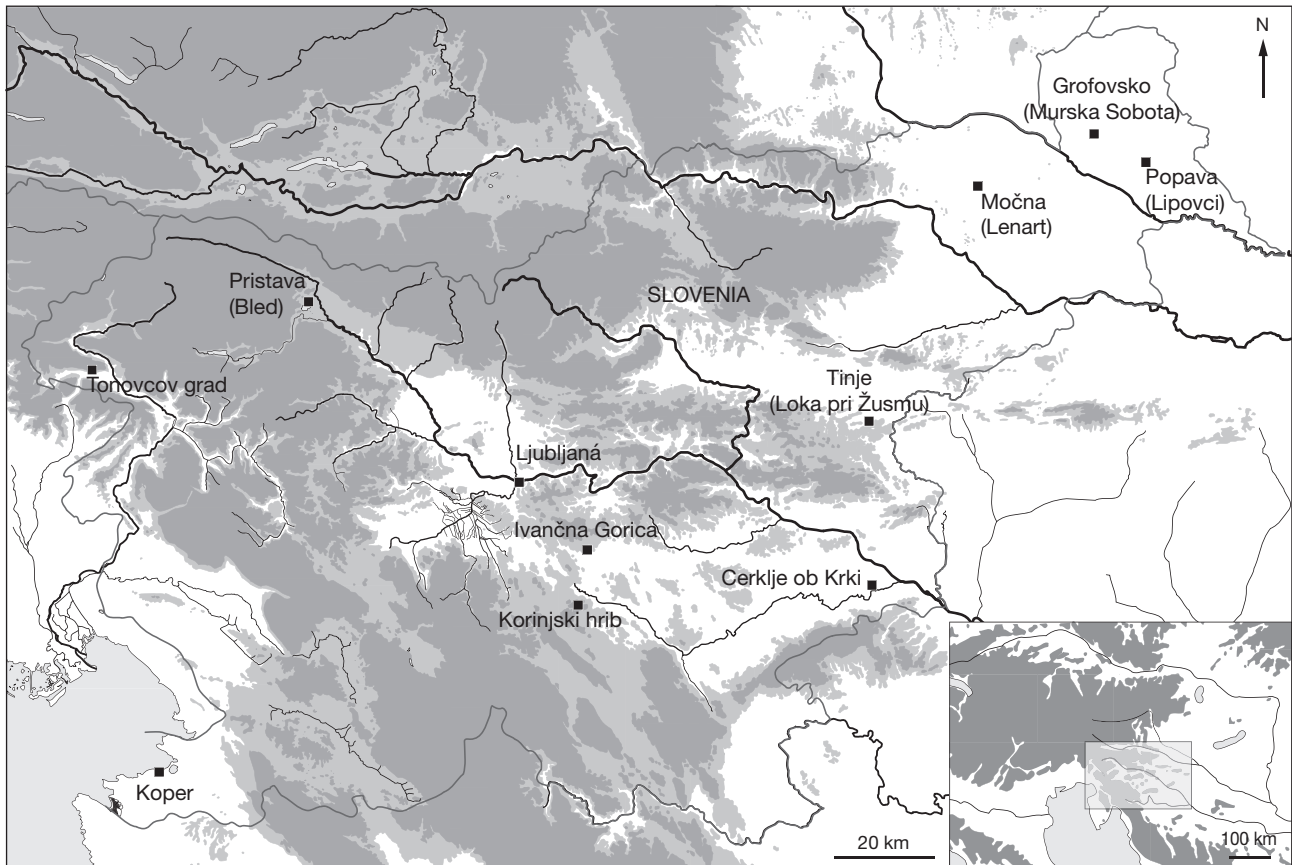 N
Grofovsko
(Murska Sobota)
Popava
(Lipovci)
Močna
(Lenart)
Pristava
(Bled)
SLOVENIA
Tonovcov grad
Tinje
(Loka pri Žusmu)
Ljubljaná
Ivančna Gorica
Cerklje ob Krki
Korinjski hrib
Koper
20 km
100 km